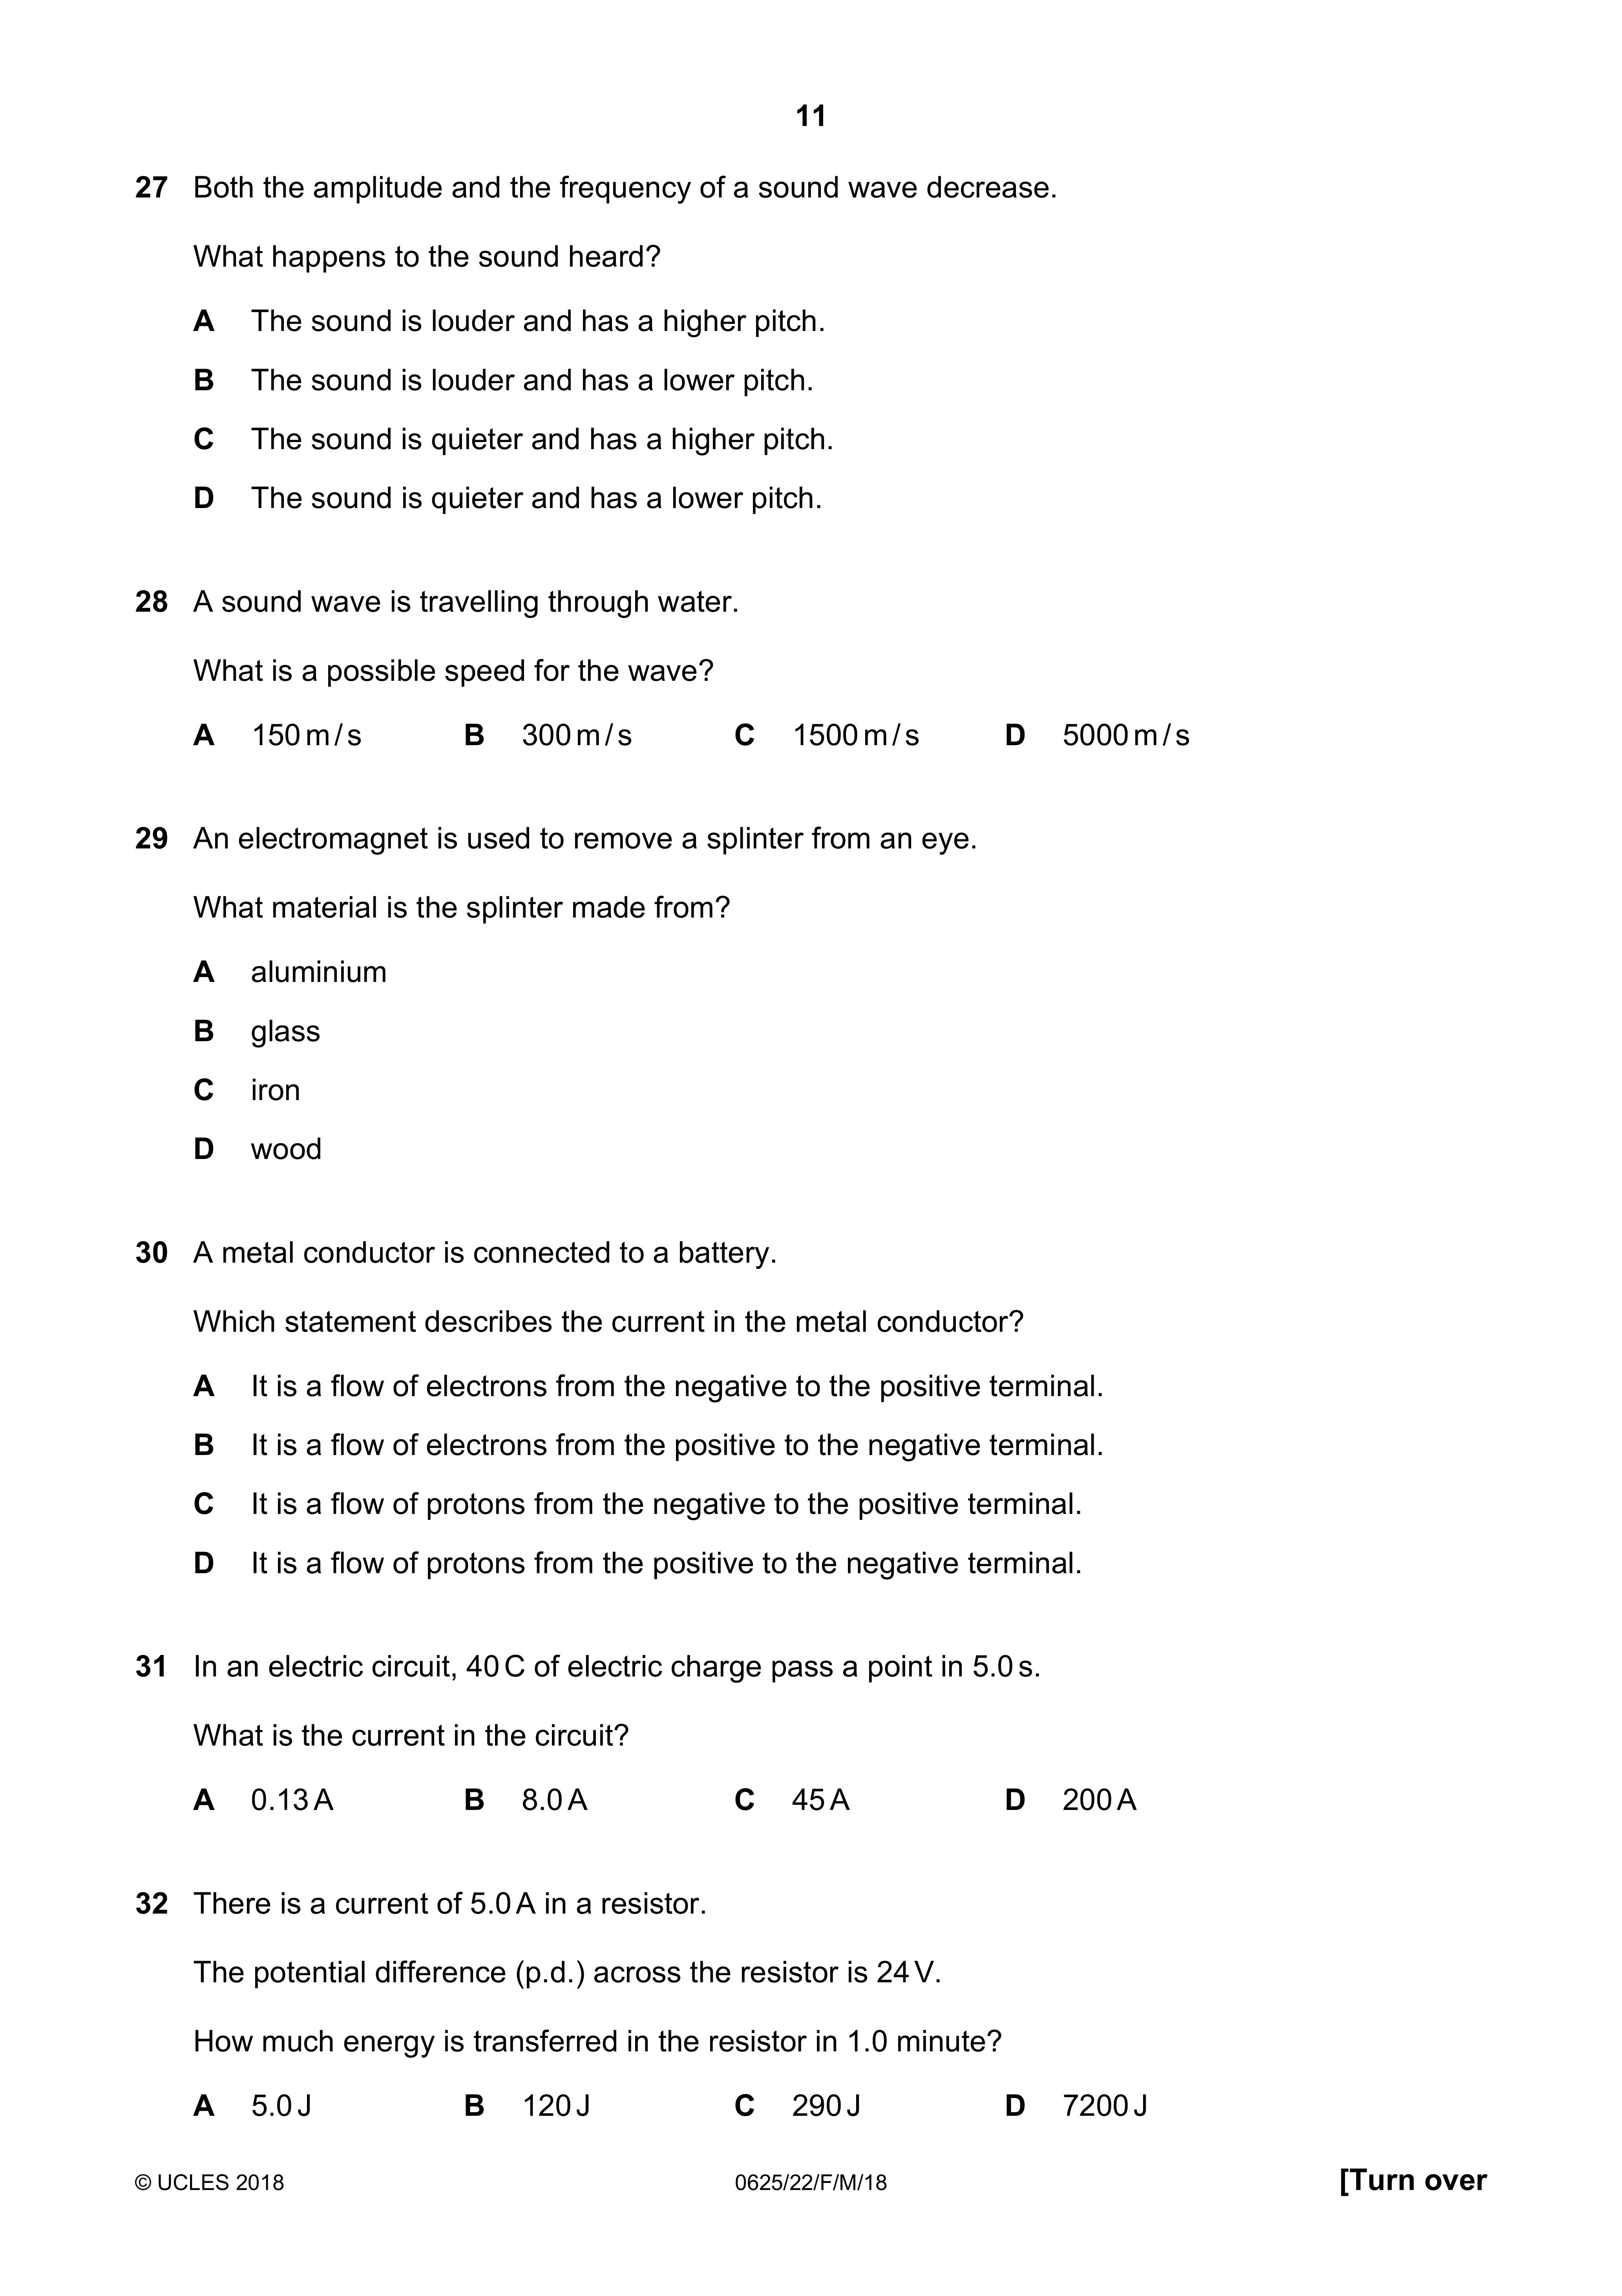 11
27 Both the amplitude and the frequency of a sound wave decrease.
What happens to the sound heard?
A The sound is louder and has a higher pitch.
B The sound is louder and has a lower pitch.
C The sound is quieter and has a higher pitch.
D The sound is quieter and has a lower pitch.
28 A sound wave is travelling through water.
What is a possible speed for the wave?
A 150 m / s B 300 m / s C 1500 m / s D 5000 m / s
29 An electromagnet is used to remove a splinter from an eye.
What material is the splinter made from?
A aluminium
B glass
C iron
D wood
30 A metal conductor is connected to a battery.
Which statement describes the current in the metal conductor?
A It is a flow of electrons from the negative to the positive terminal.
B It is a flow of electrons from the positive to the negative terminal.
C It is a flow of protons from the negative to the positive terminal.
D It is a flow of protons from the positive to the negative terminal.
31 In an electric circuit, 40 C of electric charge pass a point in 5.0 s.
What is the current in the circuit?
A 0.13 A B 8.0 A C 45 A D 200 A
32 There is a current of 5.0 A in a resistor.
The potential difference (p.d.) across the resistor is 24 V.
How much energy is transferred in the resistor in 1.0 minute?
A 5.0 J B 120 J C 290 J D 7200 J
© UCLES 2018 0625/22/F/M/18 [Turn over